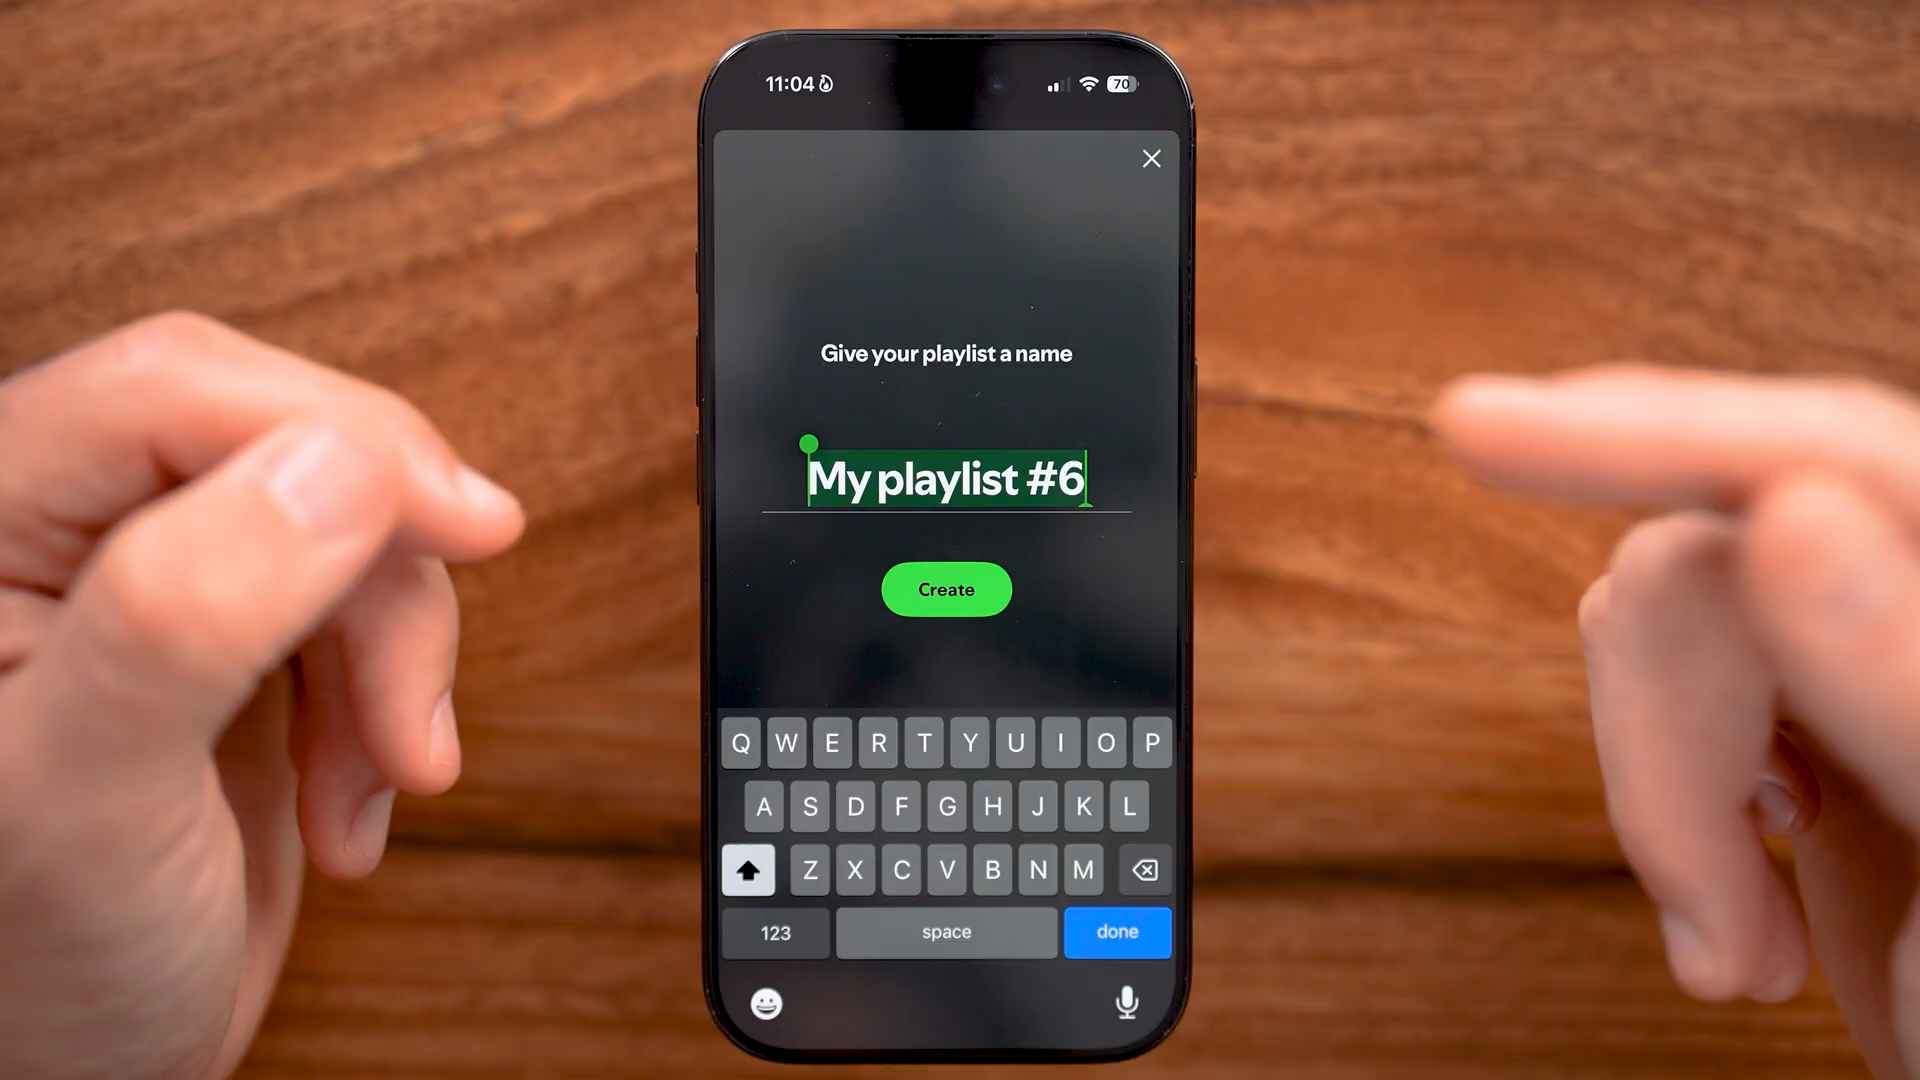 11:04 70
Give your playlist a name
My playlist #6
Create
Q W E R T Y U I O P
A S D F G H J K L
Z X C V B N M
123 space done